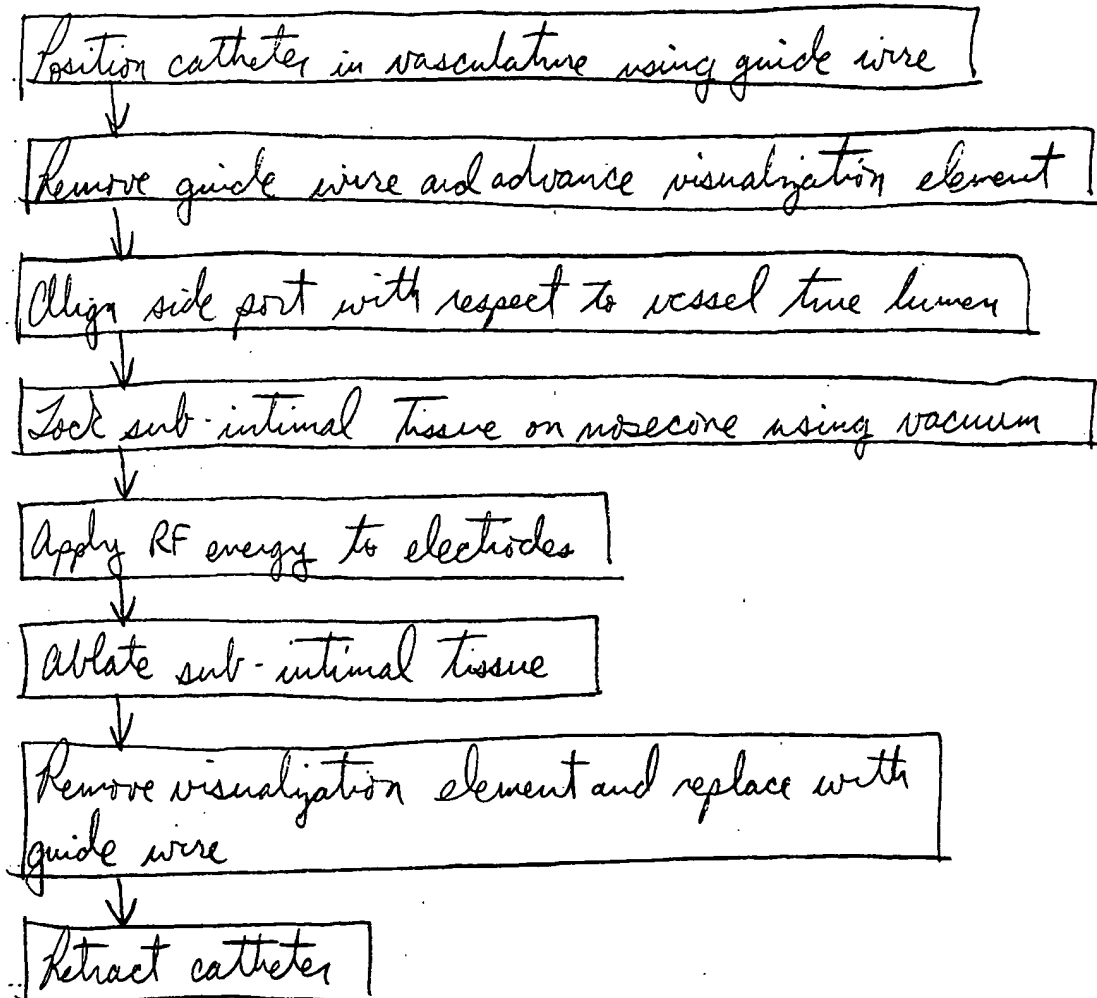 Position catheter in vasculature using guide wire
Remove guide wire and advance visualization element
Align side port with respect to vessel true lumen
Lock sub-intimal tissue on nosecone using vacuum
Apply RF energy to electrodes
Ablate sub-intimal tissue
Remove visualization element and replace with
guide wire
Retract catheter